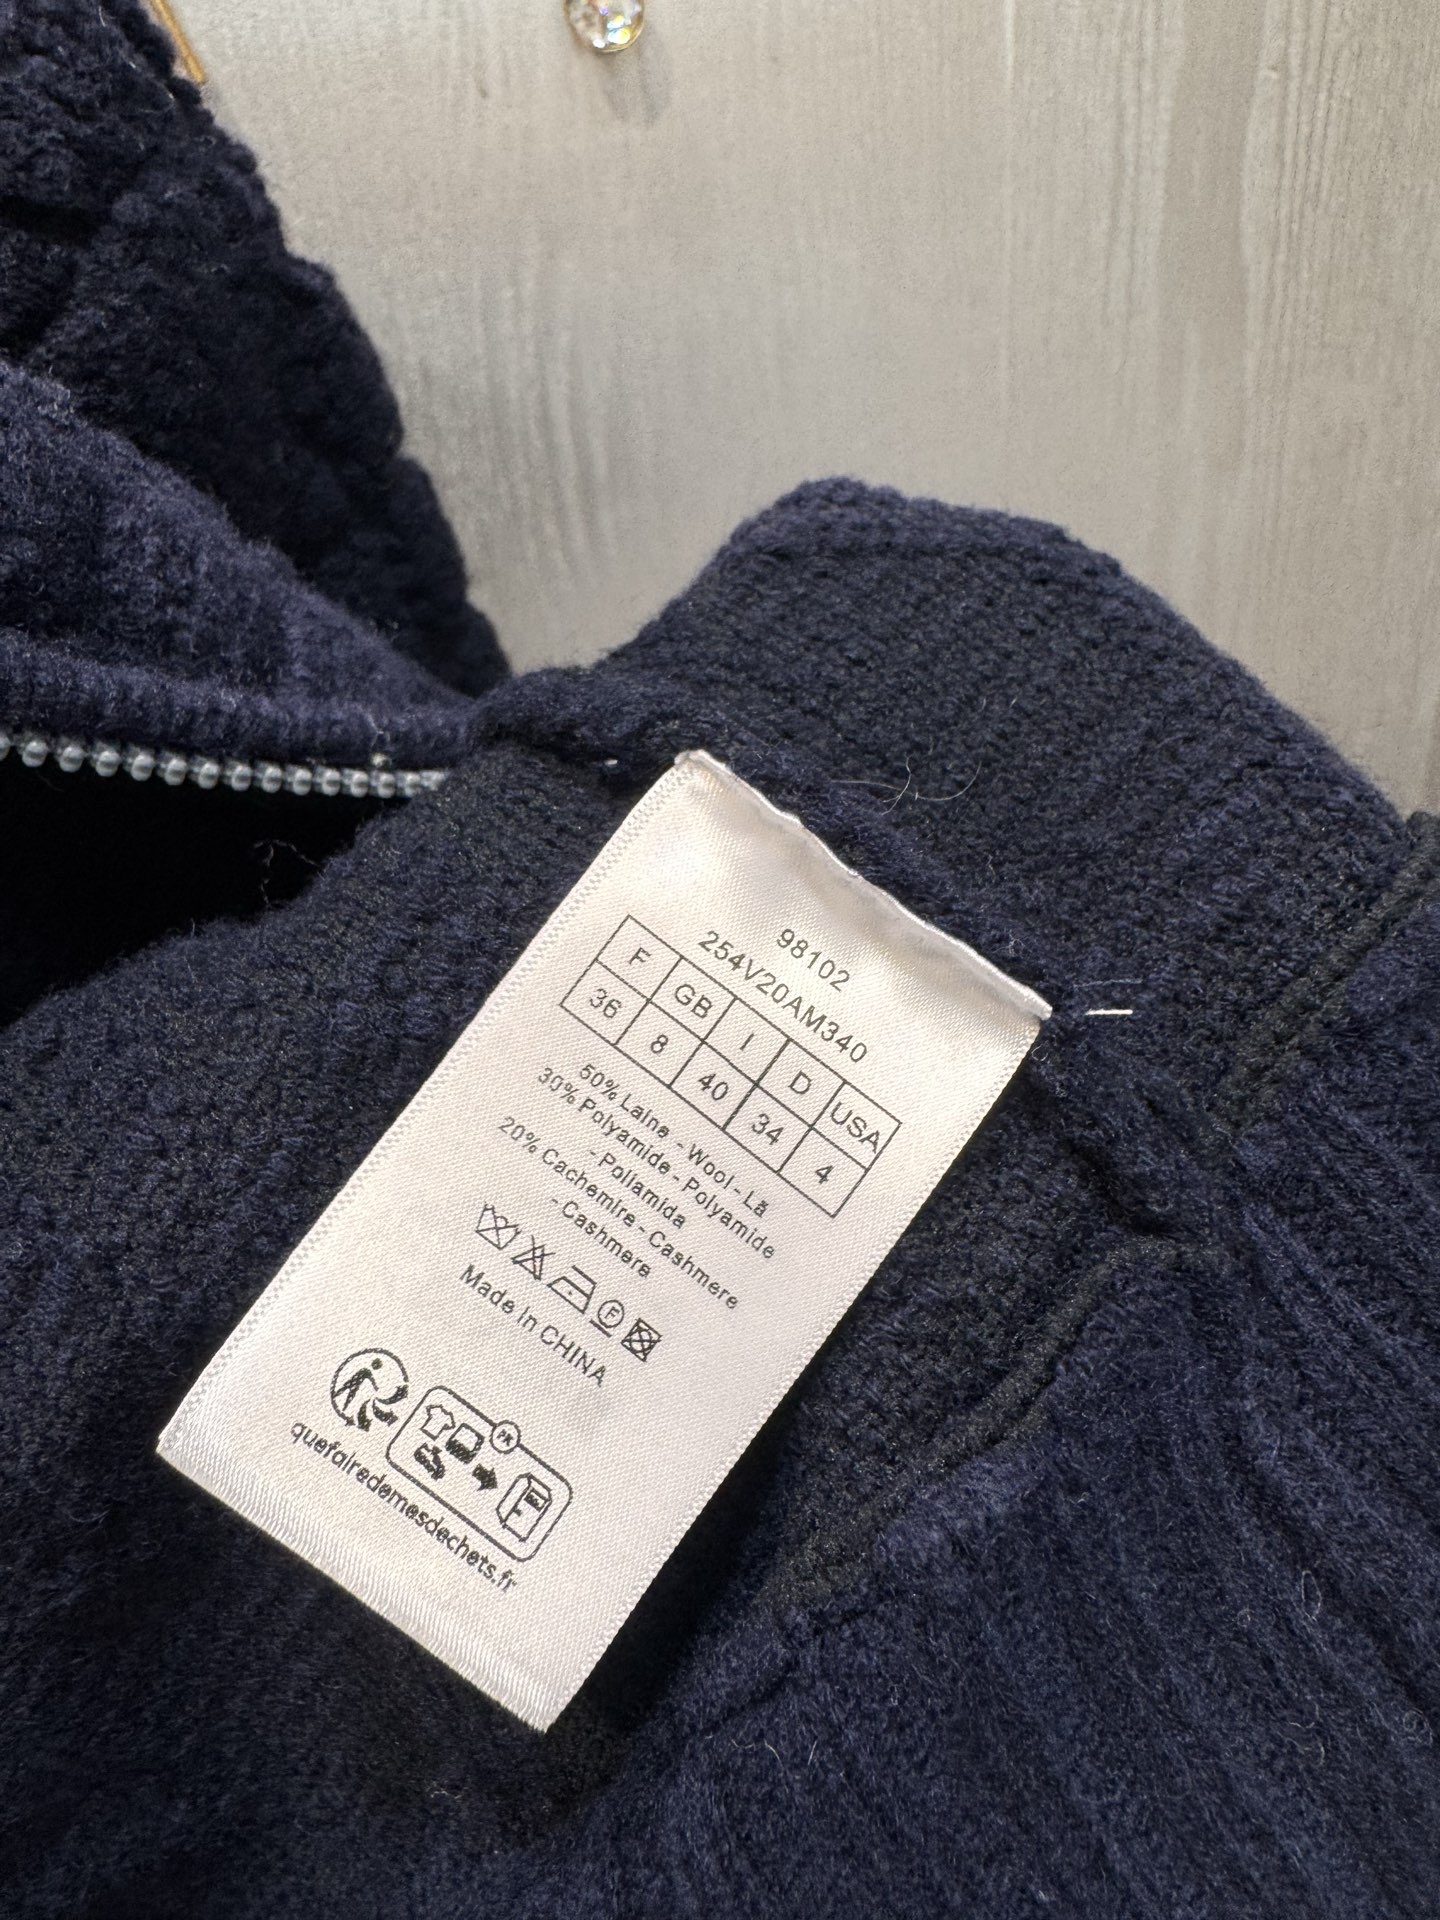 98102
254V20AM340
F GB I D USA
36 8 40 34 4
50% Laine - Wool - Lã
30% Polyamide - Polyamide
- Poliamida
20% Cachemire - Cashmere
- Cashmere
F
Made in CHINA
FR
quefairedemesdechets.fr